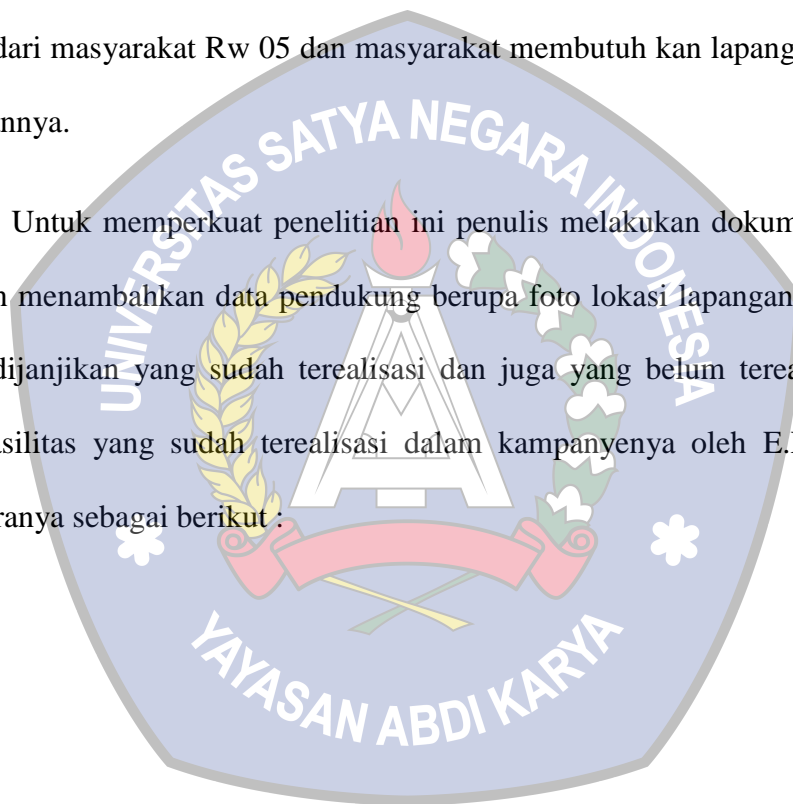 dari masyarakat Rw 05 dan masyarakat membutuh kan lapang
nnya.
UNIVERSITAS SATYA NEGARA INDONESIA
Untuk memperkuat penelitian ini penulis melakukan dokum
n menambahkan data pendukung berupa foto lokasi lapangan
dijanjikan yang sudah terealisasi dan juga yang belum terea
asilitas yang sudah terealisasi dalam kampanyenya oleh E.
ranya sebagai berikut :
YAYASAN ABDI KARYA